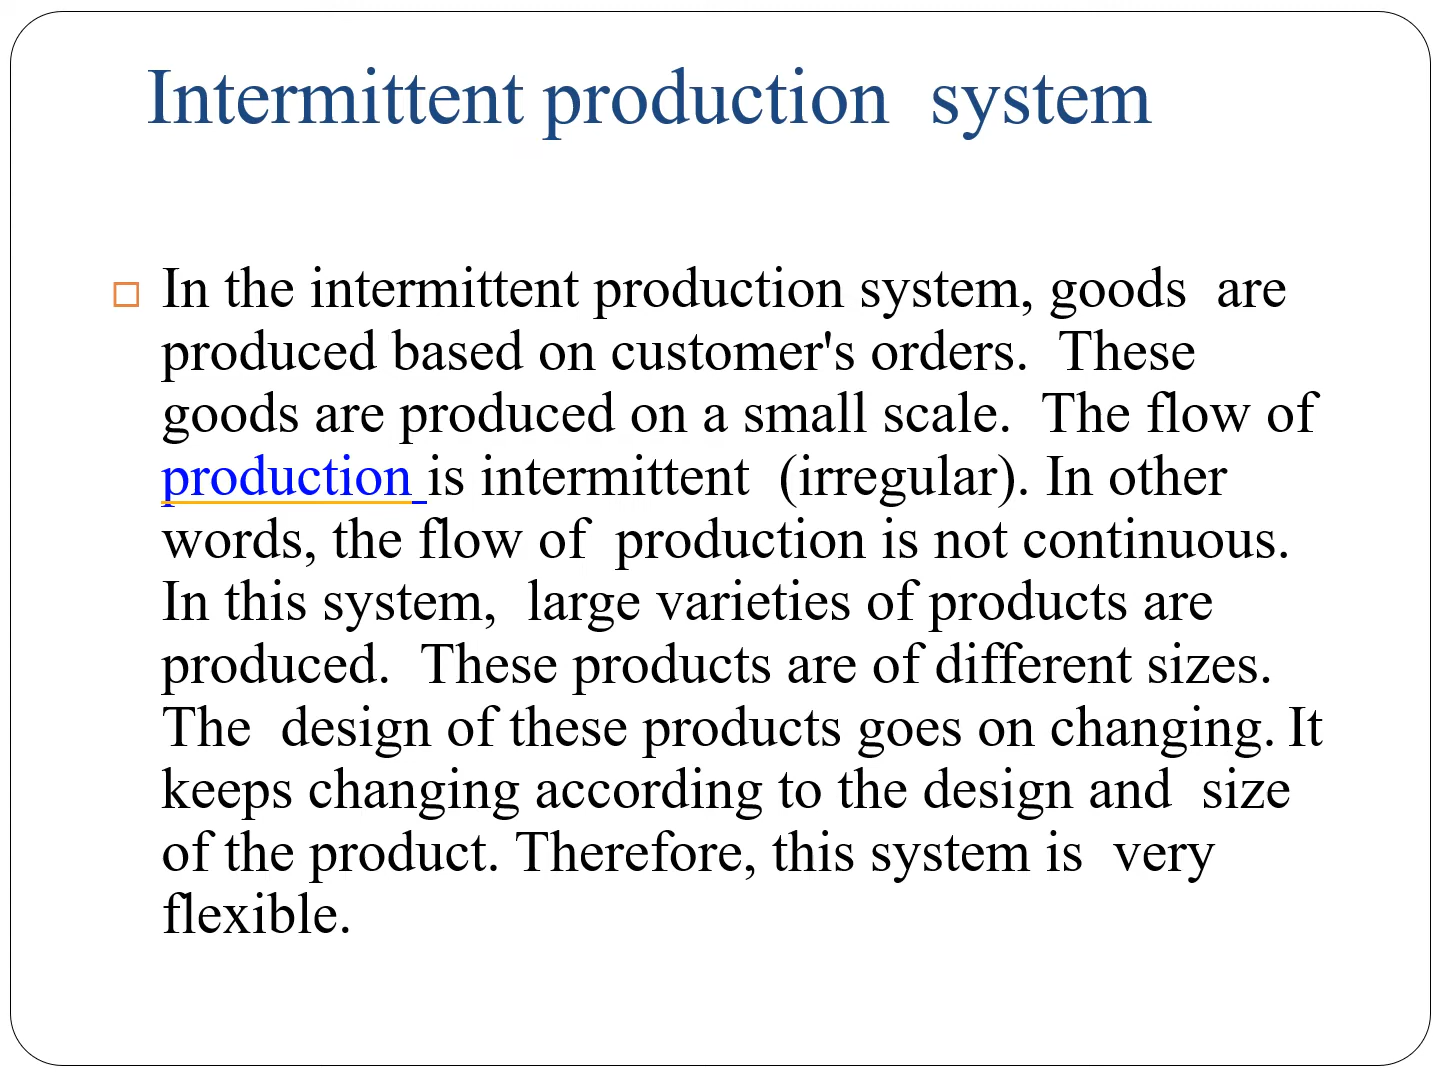 Intermittent production system
In the intermittent production system, goods are
produced based on customer's orders. These
goods are produced on a small scale. The flow of
production is intermittent (irregular). In other
words, the flow of production is not continuous.
In this system, large varieties of products are
produced. These products are of different sizes.
The design of these products goes on changing. It
keeps changing according to the design and size
of the product. Therefore, this system is very
flexible.